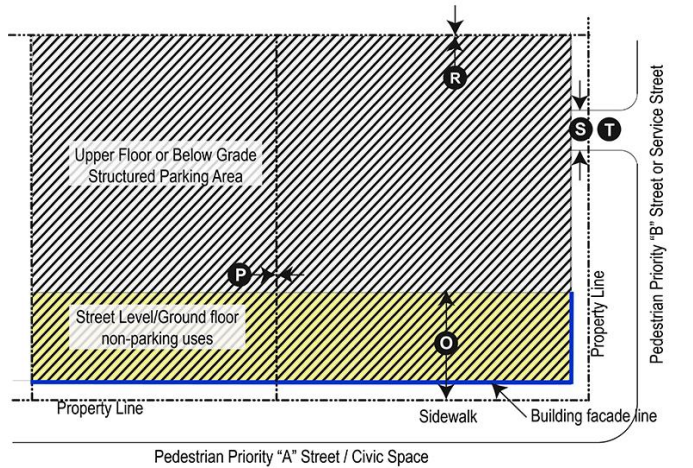 R
S T
Upper Floor or Below Grade
Structured Parking Area
P
Street Level/Ground floor
non-parking uses
O
Property Line
Pedestrian Priority "B" Street or Service Street
Property Line
Sidewalk
Building facade line
Pedestrian Priority "A" Street / Civic Space